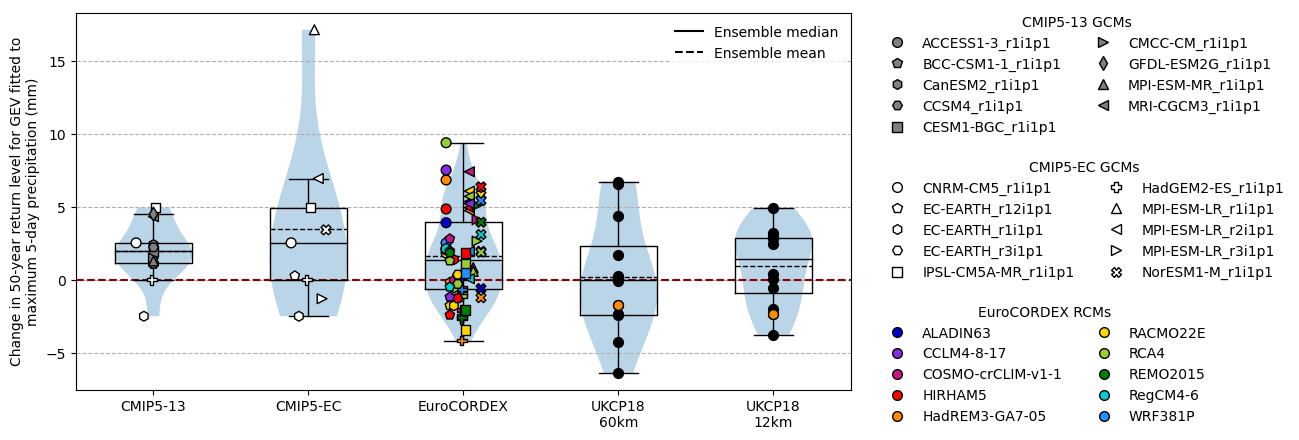 Change in 50-year return level for GEV fitted to
maximum 5-day precipitation (mm)
15
10
5
0
−5
Ensemble median
Ensemble mean
CMIP5-13
CMIP5-EC
EuroCORDEX
UKCP18
60km
UKCP18
12km
CMIP5-13 GCMs
ACCESS1-3_r1i1p1
BCC-CSM1-1_r1i1p1
CanESM2_r1i1p1
CCSM4_r1i1p1
CESM1-BGC_r1i1p1
CMCC-CM_r1i1p1
GFDL-ESM2G_r1i1p1
MPI-ESM-MR_r1i1p1
MRI-CGCM3_r1i1p1
CMIP5-EC GCMs
CNRM-CM5_r1i1p1
EC-EARTH_r12i1p1
EC-EARTH_r1i1p1
EC-EARTH_r3i1p1
IPSL-CM5A-MR_r1i1p1
HadGEM2-ES_r1i1p1
MPI-ESM-LR_r1i1p1
MPI-ESM-LR_r2i1p1
MPI-ESM-LR_r3i1p1
NorESM1-M_r1i1p1
EuroCORDEX RCMs
ALADIN63
CCLM4-8-17
COSMO-crCLIM-v1-1
HIRHAM5
HadREM3-GA7-05
RACMO22E
RCA4
REMO2015
RegCM4-6
WRF381P